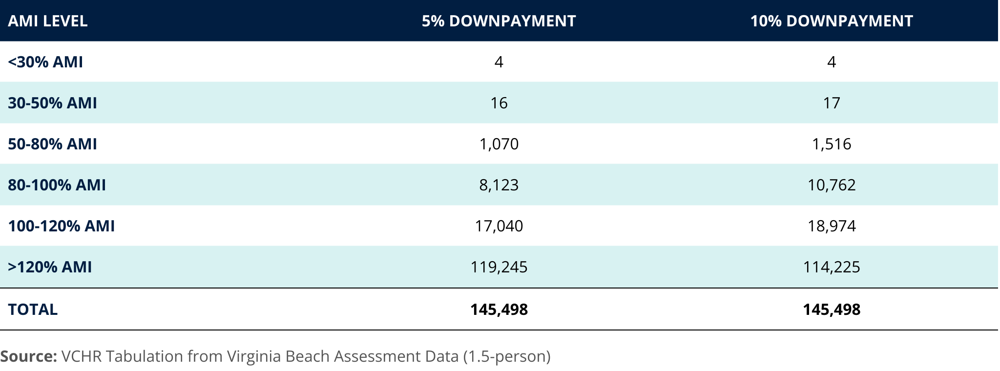 AMI LEVEL 5% DOWNPAYMENT 10% DOWNPAYMENT
<30% AMI 4 4
30-50% AMI 16 17
50-80% AMI 1,070 1,516
80-100% AMI 8,123 10,762
100-120% AMI 17,040 18,974
>120% AMI 119,245 114,225
TOTAL 145,498 145,498
Source: VCHR Tabulation from Virginia Beach Assessment Data (1.5-person)